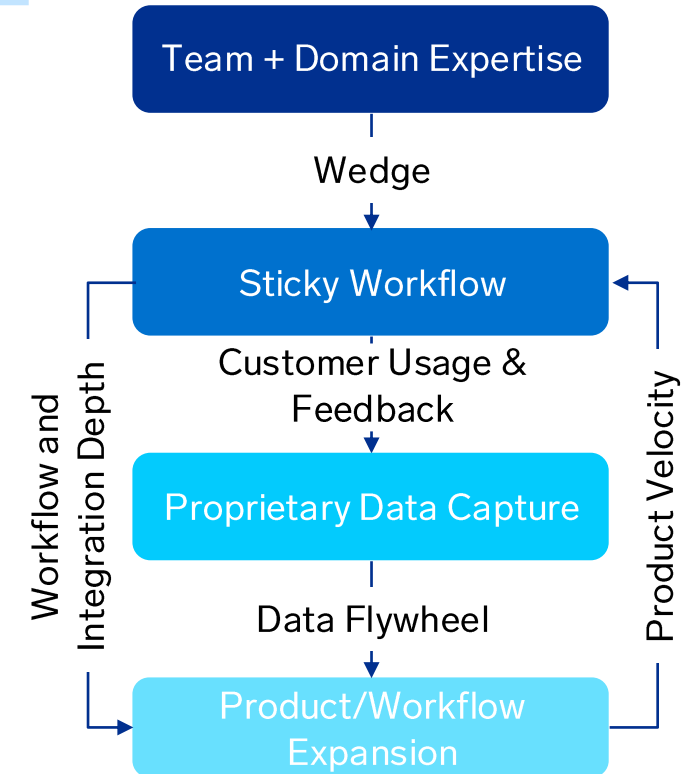 Team + Domain Expertise
Wedge
Sticky Workflow
Customer Usage &
Feedback
Workflow and
Integration Depth
Product Velocity
Proprietary Data Capture
Data Flywheel
Product/Workflow
Expansion